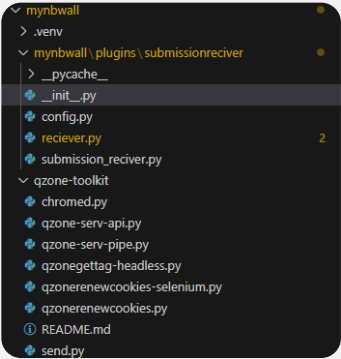 mynbwall
.venv
mynbwall\plugins\submissionreciver
__pycache__
__init__.py
config.py
reciever.py 2
submission_reciver.py
qzone-toolkit
chromed.py
qzone-serv-api.py
qzone-serv-pipe.py
qzonegettag-headless.py
qzonerenewcookies-selenium.py
qzonerenewcookies.py
README.md
send.py